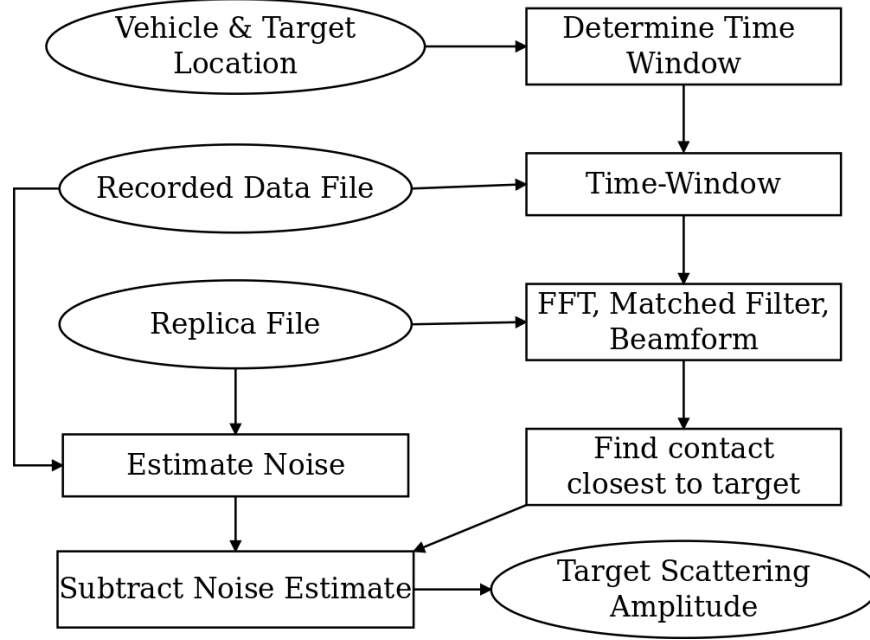 Vehicle & Target
Location
Determine Time
Window
Recorded Data File
Time-Window
Replica File
FFT, Matched Filter,
Beamform
Estimate Noise
Find contact
closest to target
Subtract Noise Estimate
Target Scattering
Amplitude